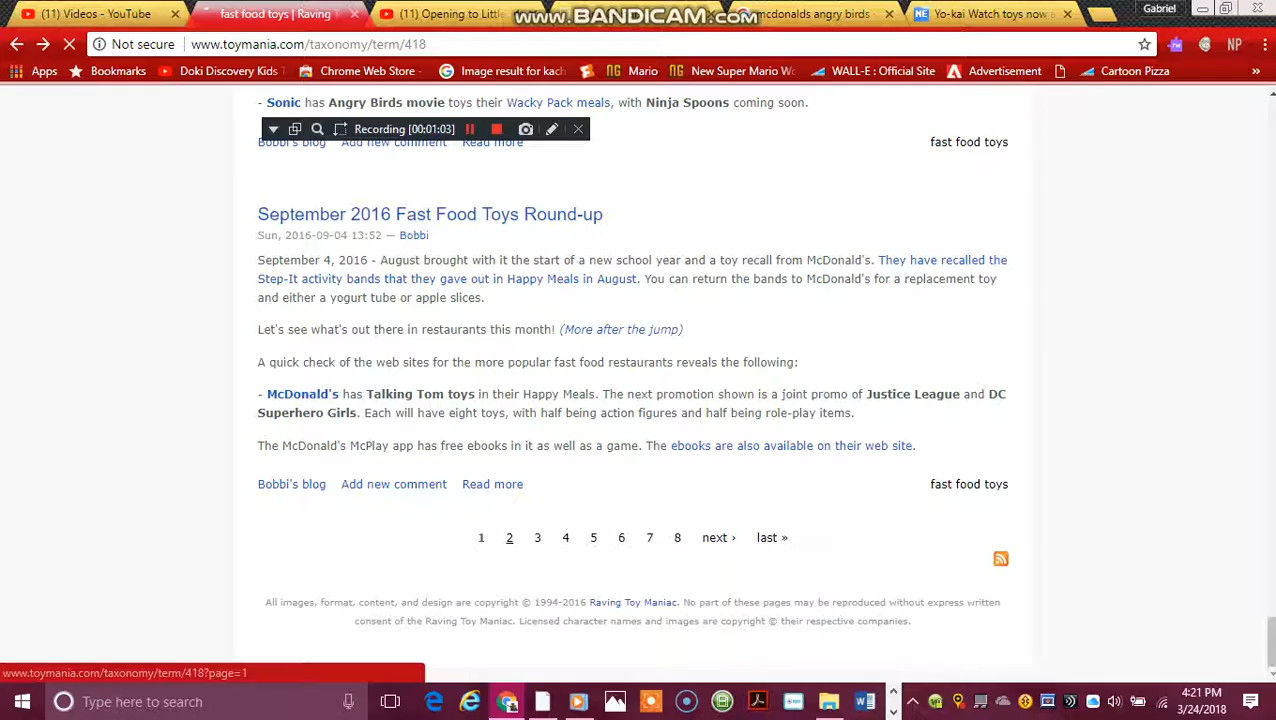 (11) Videos - YouTube
fast food toys | Raving T
(11) Opening to Little
www.BANDICAM.com
mcdonalds angry birds
Yo-kai Watch toys now a
Gabriel
Not secure
www.toymania.com/taxonomy/term/418
NP
Apps
Bookmarks
Doki Discovery Kids
Chrome Web Store -
Image result for kach
Mario
New Super Mario Wo
WALL-E : Official Site
Advertisement
Cartoon Pizza
»
- Sonic has Angry Birds movie toys their Wacky Pack meals, with Ninja Spoons coming soon.
Recording [00:01:03]
Bobbi's blog Add new comment Read more
fast food toys
September 2016 Fast Food Toys Round-up
Sun, 2016-09-04 13:52 — Bobbi
September 4, 2016 - August brought with it the start of a new school year and a toy recall from McDonald's. They have recalled the
Step-It activity bands that they gave out in Happy Meals in August. You can return the bands to McDonald's for a replacement toy
and either a yogurt tube or apple slices.
Let's see what's out there in restaurants this month! (More after the jump)
A quick check of the web sites for the more popular fast food restaurants reveals the following:
- McDonald's has Talking Tom toys in their Happy Meals. The next promotion shown is a joint promo of Justice League and DC
Superhero Girls. Each will have eight toys, with half being action figures and half being role-play items.
The McDonald's McPlay app has free ebooks in it as well as a game. The ebooks are also available on their web site.
Bobbi's blog Add new comment Read more
fast food toys
1 2 3 4 5 6 7 8 next › last »
All images, format, content, and design are copyright © 1994-2016 Raving Toy Maniac. No part of these pages may be reproduced without express written
consent of the Raving Toy Maniac. Licensed character names and images are copyright © their respective companies.
www.toymania.com/taxonomy/term/418?page=1
Type here to search
4:21 PM
3/24/2018